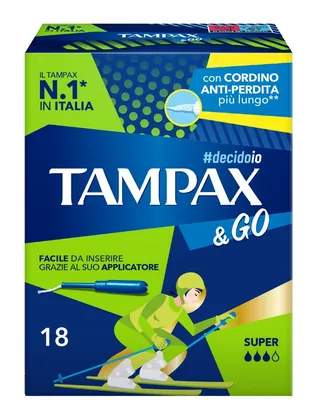 IL TAMPAX
N.1*
IN ITALIA
con CORDINO
ANTI-PERDITA
più lungo**
#decidoio
TAMPAX
& GO
FACILE DA INSERIRE
GRAZIE AL SUO APPLICATORE
18
SUPER